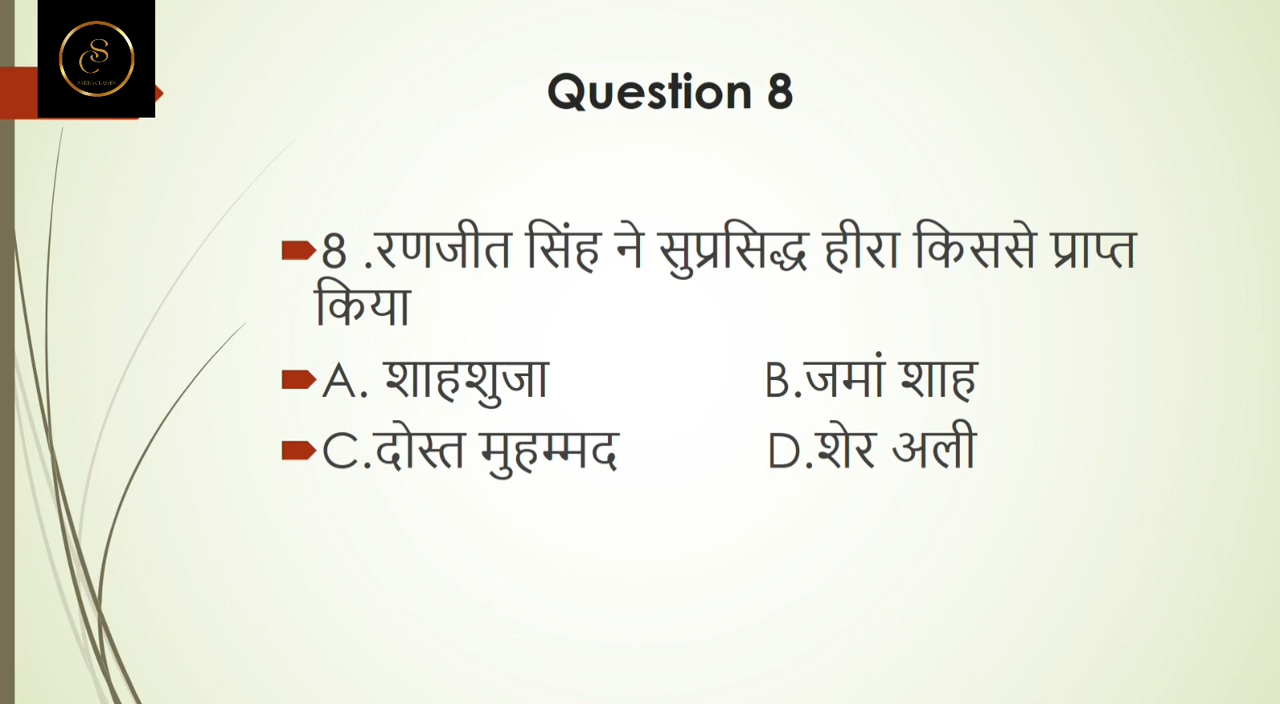 Question 8
8 .रणजीत सिंह ने सुप्रसिद्ध हीरा किससे प्राप्त
किया
A. शाहशुजा B.जमां शाह
C.दोस्त मुहम्मद D.शेर अली